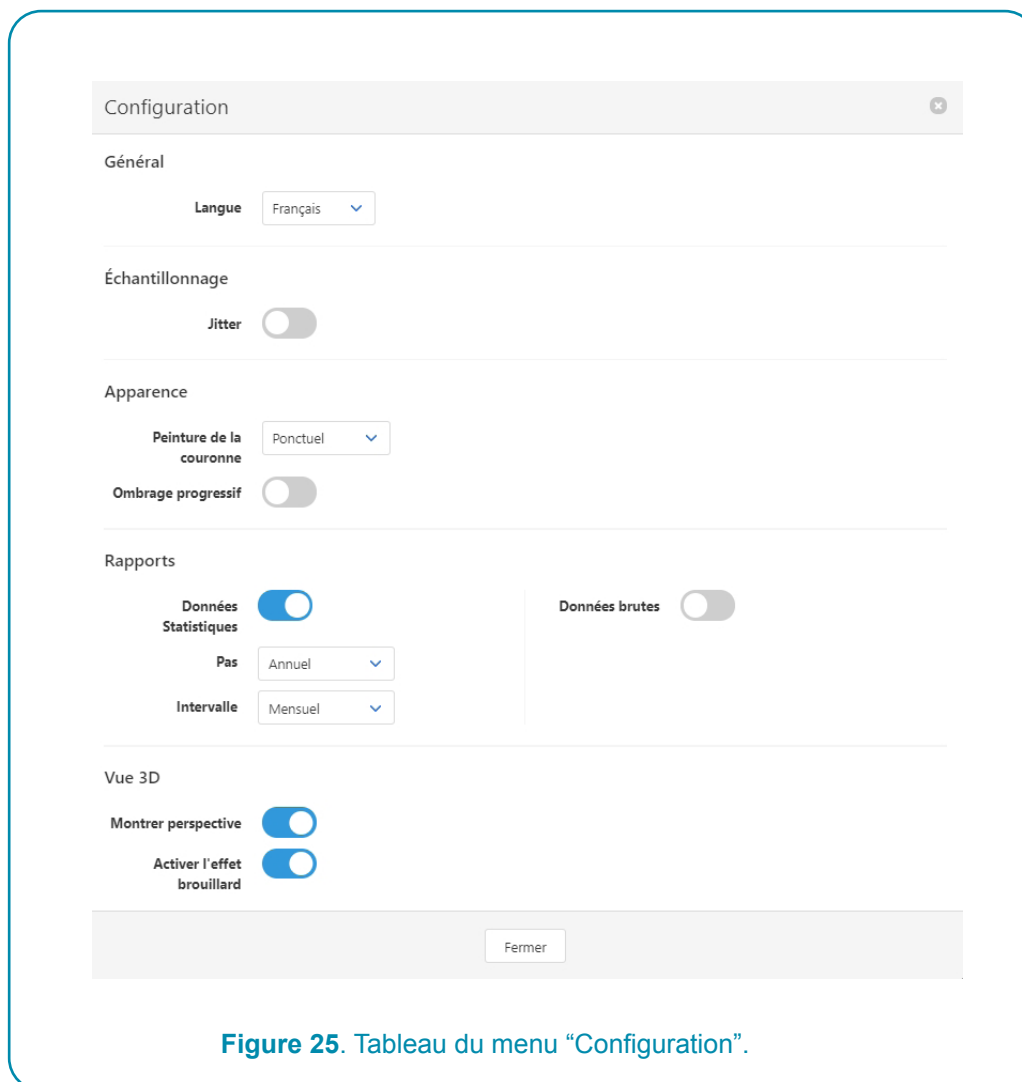 Configuration
Général
Langue Français
Échantillonnage
Jitter
Apparence
Peinture de la
couronne
Ponctuel
Ombrage progressif
Rapports
Données
Statistiques
Données brutes
Pas Annuel
Intervalle Mensuel
Vue 3D
Montrer perspective
Activer l'effet
brouillard
Fermer
Figure 25. Tableau du menu “Configuration”.